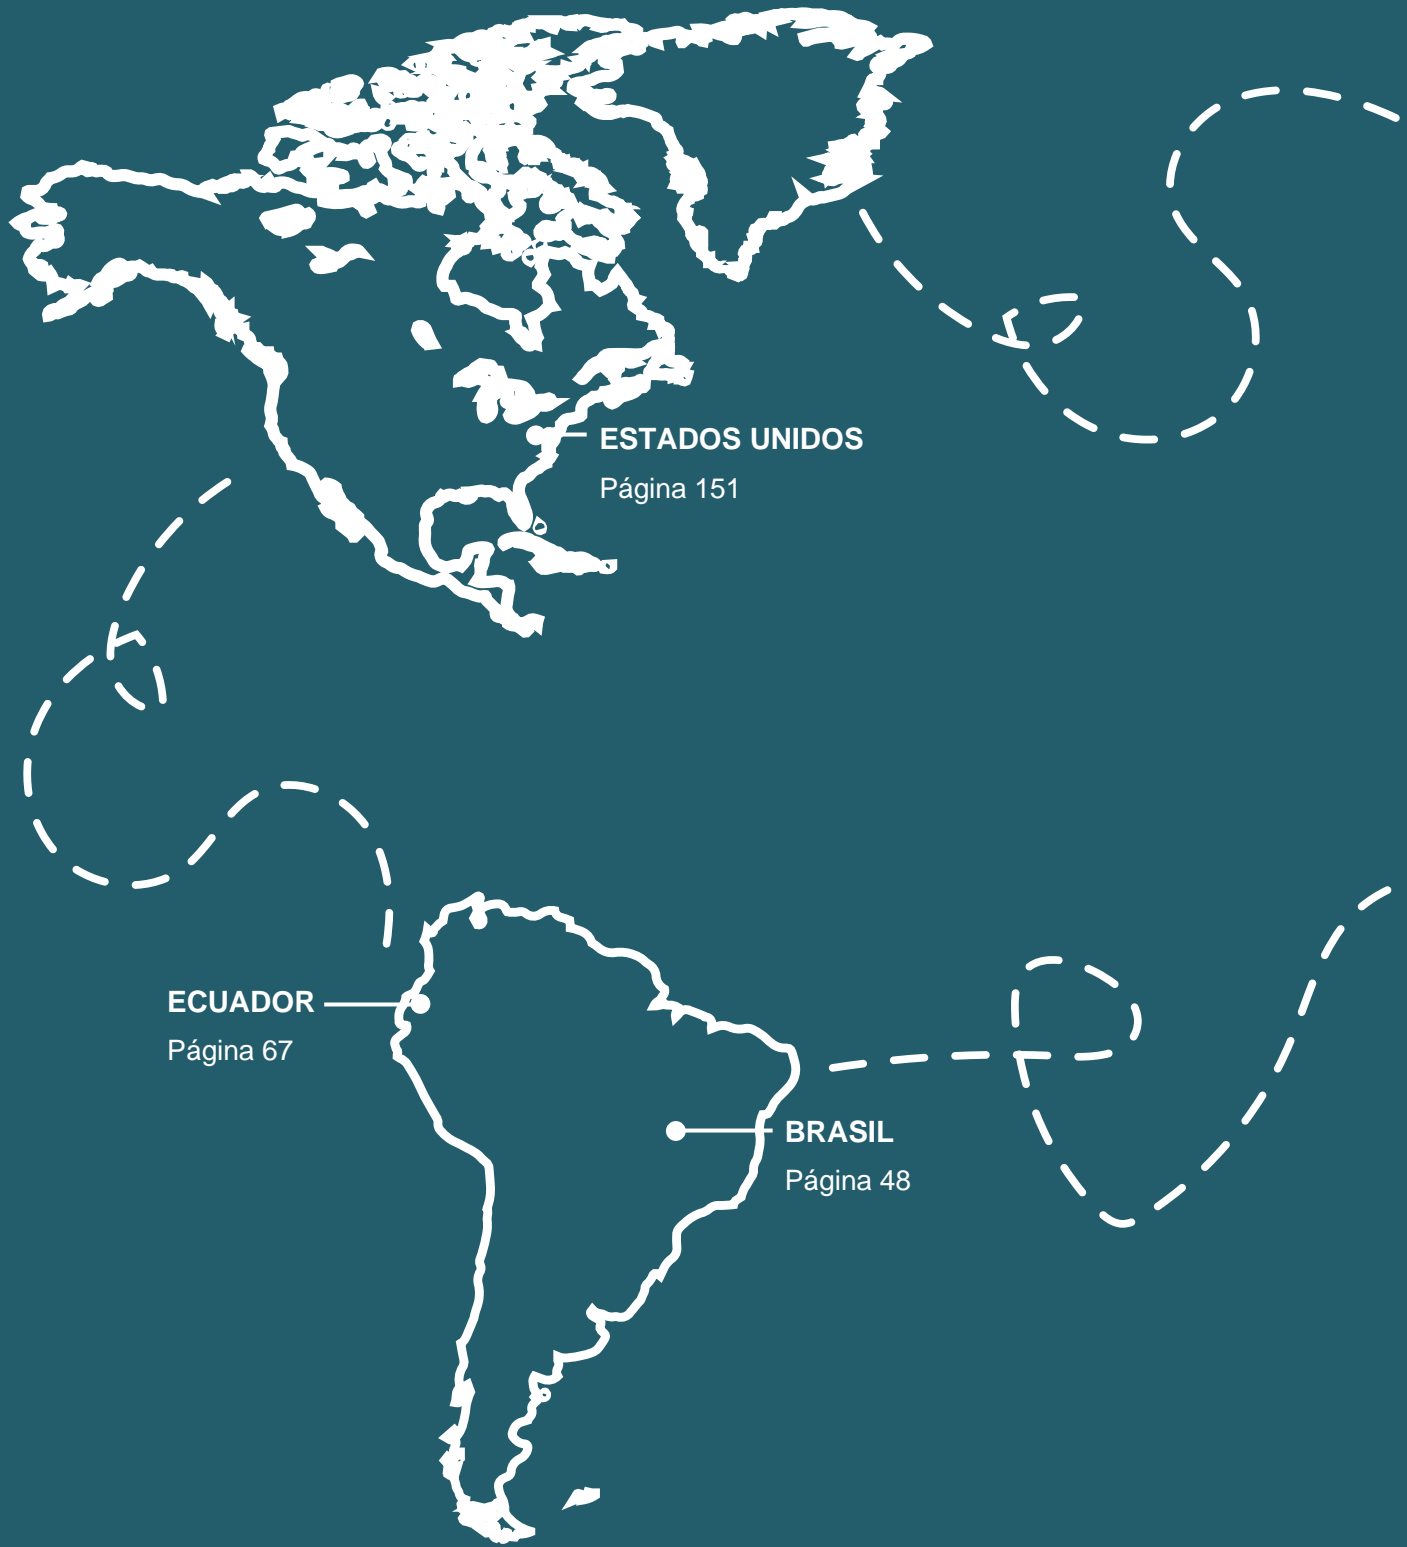 ESTADOS UNIDOS
Página 151
ECUADOR
Página 67
BRASIL
Página 48